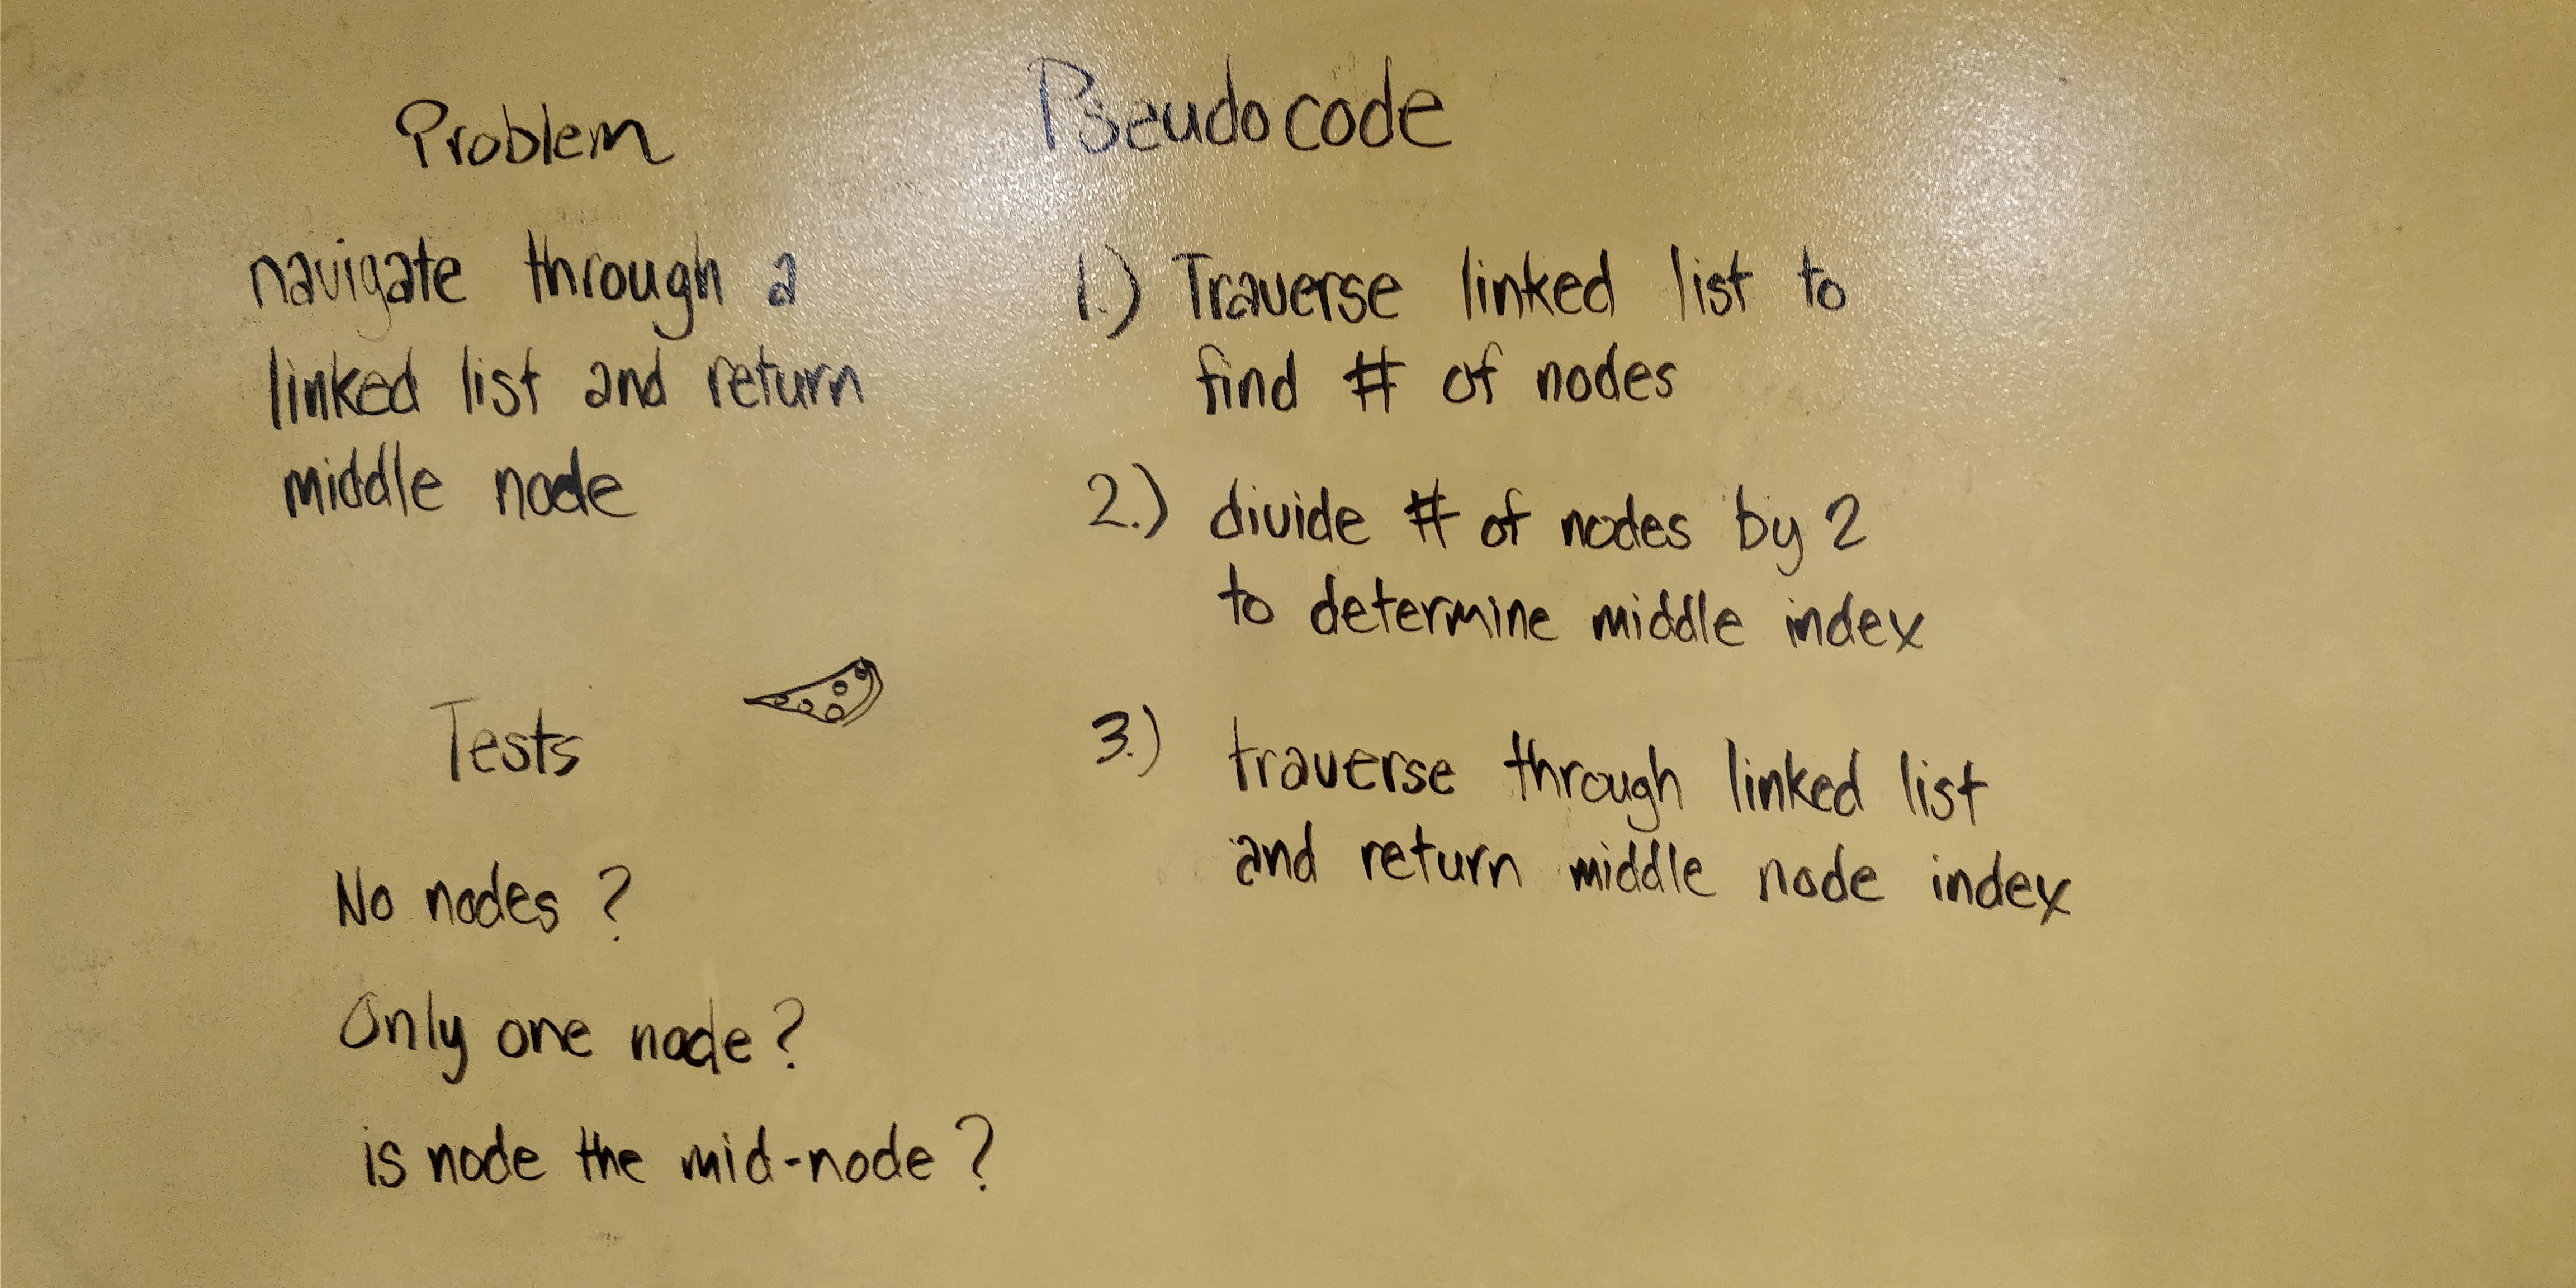 Problem
navigate through a
linked list and return
middle node
Tests
No nodes ?
Only one node ?
is node the mid-node ?
Pseudocode
1.) Traverse linked list to
find # of nodes
2.) divide # of nodes by 2
to determine middle index
3.) traverse through linked list
and return middle node index